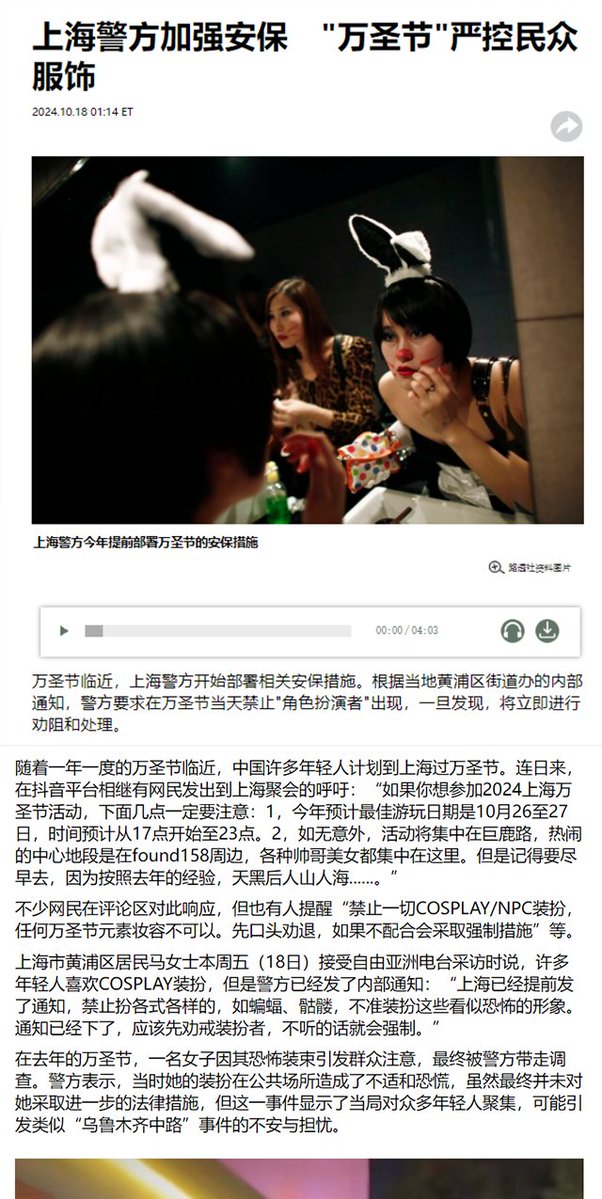 上海警方加强安保　"万圣节"严控民众
服饰
2024.10.18 01:14 ET
上海警方今年提前部署万圣节的安保措施
路透社资料图片
00:00 / 04:03
万圣节临近，上海警方开始部署相关安保措施。根据当地黄浦区街道办的内部
通知，警方要求在万圣节当天禁止"角色扮演者"出现，一旦发现，将立即进行
劝阻和处理。
随着一年一度的万圣节临近，中国许多年轻人计划到上海过万圣节。连日来，
在抖音平台相继有网民发出到上海聚会的呼吁：“如果你想参加2024上海万
圣节活动，下面几点一定要注意：1，今年预计最佳游玩日期是10月26至27
日，时间预计从17点开始至23点。2，如无意外，活动将集中在巨鹿路，热闹
的中心地段是在found158周边，各种帅哥美女都集中在这里。但是记得要尽
早去，因为按照去年的经验，天黑后人山人海......。”
不少网民在评论区对此响应，但也有人提醒“禁止一切COSPLAY/NPC装扮，
任何万圣节元素妆容不可以。先口头劝退，如果不配合会采取强制措施”等。
上海市黄浦区居民马女士本周五（18日）接受自由亚洲电台采访时说，许多
年轻人喜欢COSPLAY装扮，但是警方已经发了内部通知：“上海已经提前发
了通知，禁止扮各式各样的，如蝙蝠、骷髅，不准装扮这些看似恐怖的形象。
通知已经下了，应该先劝戒装扮者，不听的话就会强制。”
在去年的万圣节，一名女子因其恐怖装束引发群众注意，最终被警方带走调
查。警方表示，当时她的装扮在公共场所造成了不适和恐慌，虽然最终并未对
她采取进一步的法律措施，但这一事件显示了当局对众多年轻人聚集，可能引
发类似“乌鲁木齐中路”事件的不安与担忧。